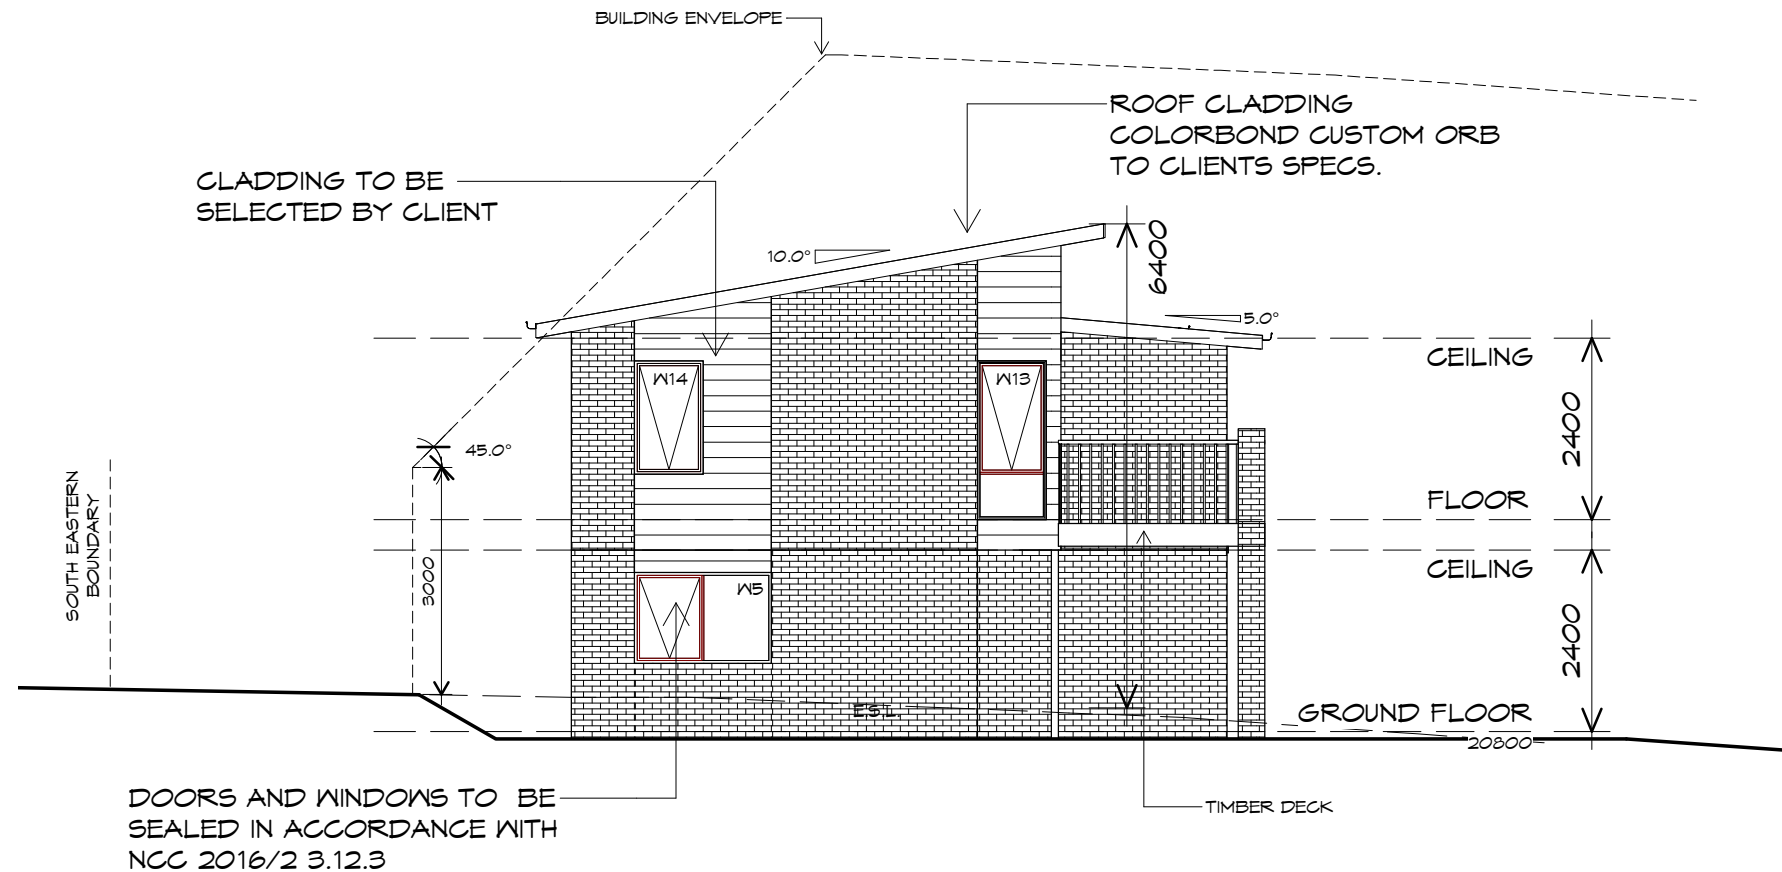 BUILDING ENVELOPE
ROOF CLADDING
COLORBOND CUSTOM ORB
TO CLIENTS SPECS.
CLADDING TO BE
SELECTED BY CLIENT
10.0°
6400
5.0°
CEILING
W14
W13
2400
45.0°
SOUTH EASTERN
BOUNDARY
FLOOR
3000
CEILING
W5
2400
E.S.L.
GROUND FLOOR
20800
DOORS AND WINDOWS TO BE
SEALED IN ACCORDANCE WITH
NCC 2016/2 3.12.3
TIMBER DECK